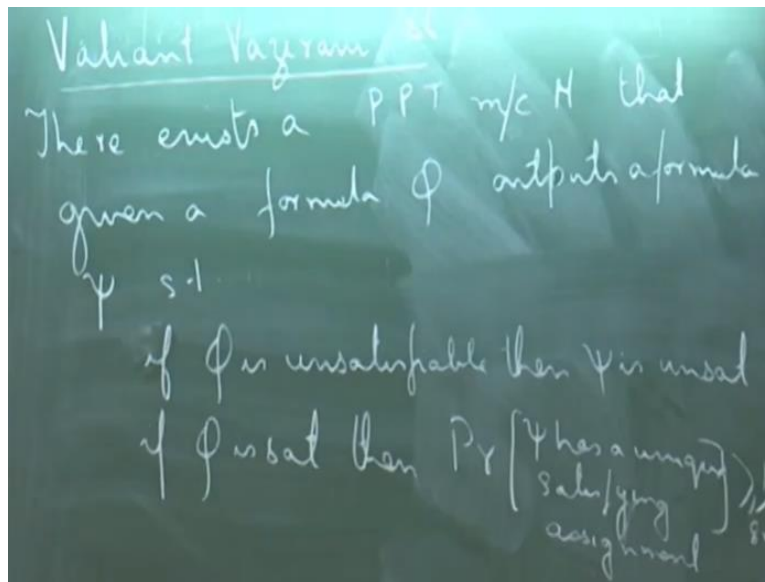 Valiant Vazirani
There exists a PPT m/c M that
given a formula φ outputs a formula
ψ s.t.
if φ is unsatisfiable then ψ is unsat
if φ is sat then Pr [ψ has a unique
satisfying
assignment] ≥